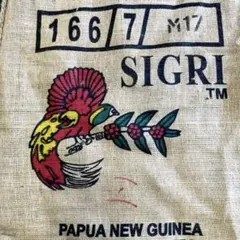 166/7/ M17
SIGRI
TM
PAPUA NEW GUINEA